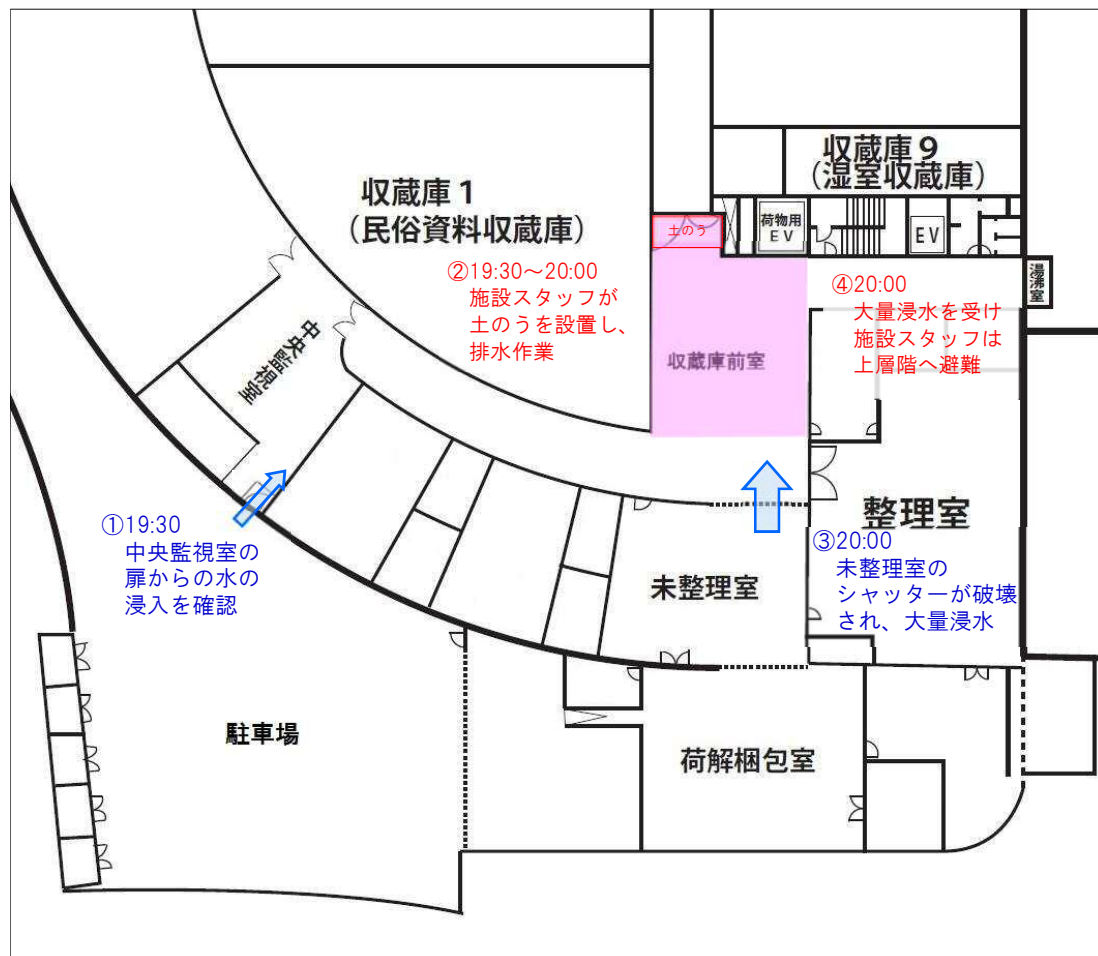 収蔵庫９
（湿室収蔵庫）
収蔵庫１
（民俗資料収蔵庫）
土のう
荷物用
ＥＶ
ＥＶ
湯沸室
②19:30～20:00
施設スタッフが
土のうを設置し、
排水作業
④20:00
大量浸水を受け
施設スタッフは
上層階へ避難
中央監視室
収蔵庫前室
①19:30
中央監視室の
扉からの水の
浸入を確認
整理室
③20:00
未整理室の
シャッターが破壊
され、大量浸水
未整理室
駐車場
荷解梱包室